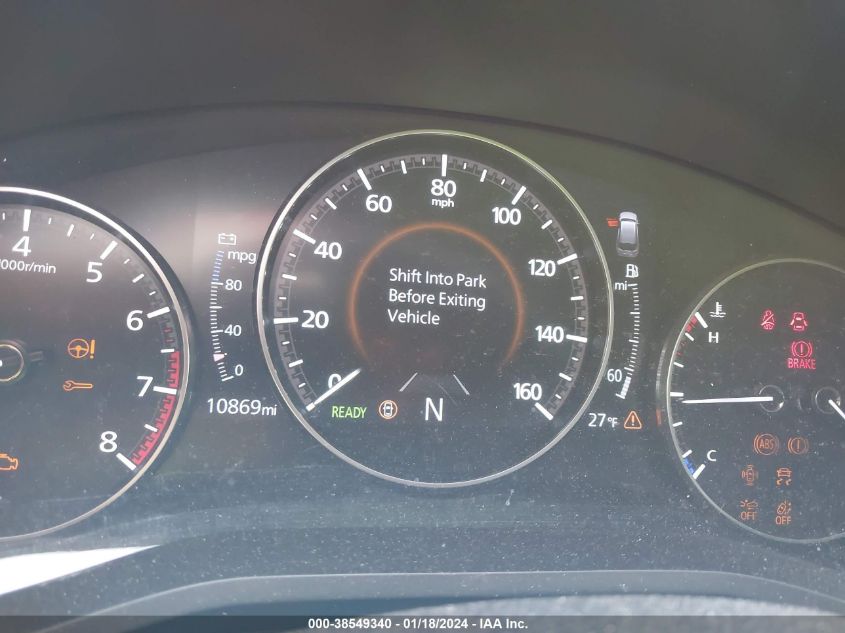 4
5
6
7
8
1000r/min
mpg
80
40
0
10869mi
0
20
40
60
80
mph
100
120
140
160
Shift Into Park
Before Exiting
Vehicle
READY
N
mi
60
27°F
H
C
BRAKE
ABS
OFF
OFF
000-38549340 - 01/18/2024 - IAA Inc.